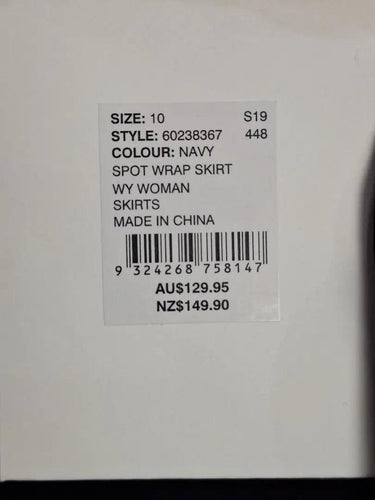 SIZE: 10 S19
STYLE: 60238367 448
COLOUR: NAVY
SPOT WRAP SKIRT
WY WOMAN
SKIRTS
MADE IN CHINA
9 324268 758147
AU$129.95
NZ$149.90